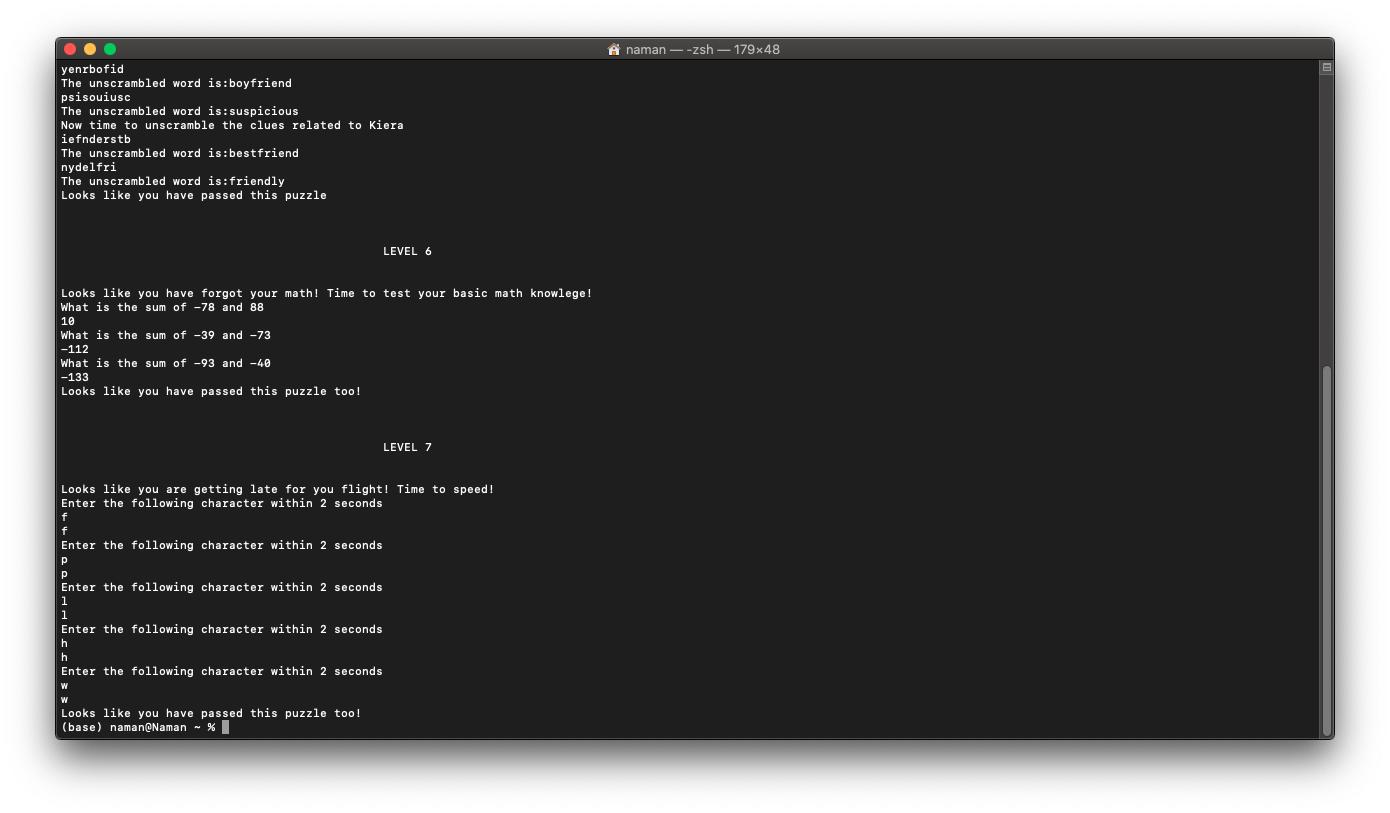 naman — -zsh — 179×48
yenrbofid
The unscrambled word is:boyfriend
psisouiusc
The unscrambled word is:suspicious
Now time to unscramble the clues related to Kiera
iefnderstb
The unscrambled word is:bestfriend
nydelfri
The unscrambled word is:friendly
Looks like you have passed this puzzle
LEVEL 6
Looks like you have forgot your math! Time to test your basic math knowlege!
What is the sum of -78 and 88
10
What is the sum of -39 and -73
-112
What is the sum of -93 and -40
-133
Looks like you have passed this puzzle too!
LEVEL 7
Looks like you are getting late for you flight! Time to speed!
Enter the following character within 2 seconds
f
f
Enter the following character within 2 seconds
p
p
Enter the following character within 2 seconds
l
l
Enter the following character within 2 seconds
h
h
Enter the following character within 2 seconds
w
w
Looks like you have passed this puzzle too!
(base) naman@Naman ~ %